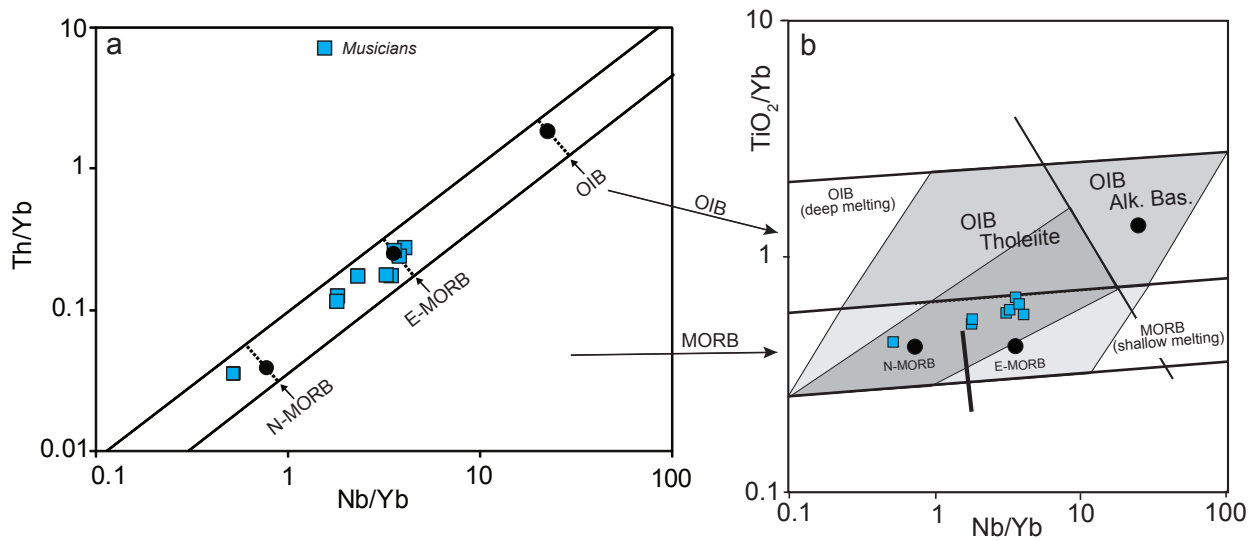 a
Musicians
10
1
0.1
0.01
Th/Yb
0.1
1
10
100
Nb/Yb
OIB
E-MORB
N-MORB
OIB
MORB
b
10
1
0.1
TiO₂/Yb
OIB
(deep melting)
OIB
Tholeiite
OIB
Alk. Bas.
MORB
(shallow melting)
N-MORB
E-MORB
0.1
1
10
100
Nb/Yb